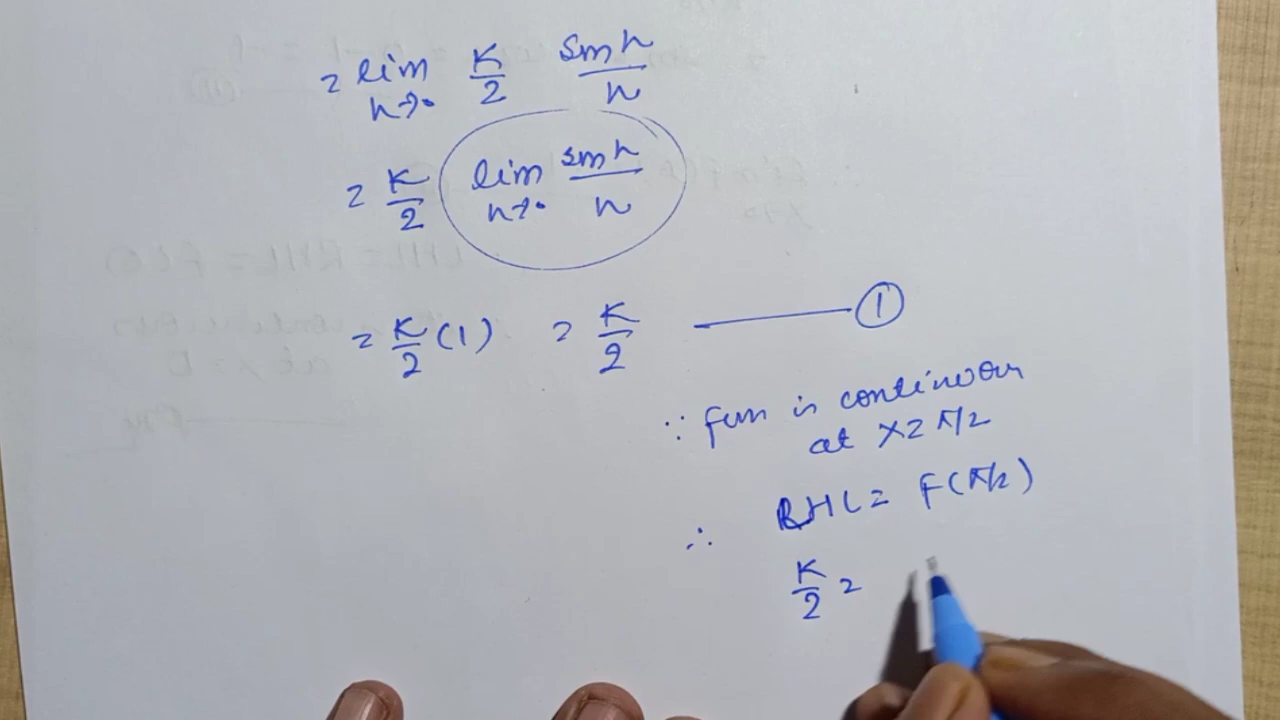 = lim h→0 K/2 sin h/h
= K/2 lim h→0 sin h/h
= K/2 (1) = K/2 ——— ①
∵ fun is continuous
at x = π/2
∴ RHL = F(π/2)
K/2 =